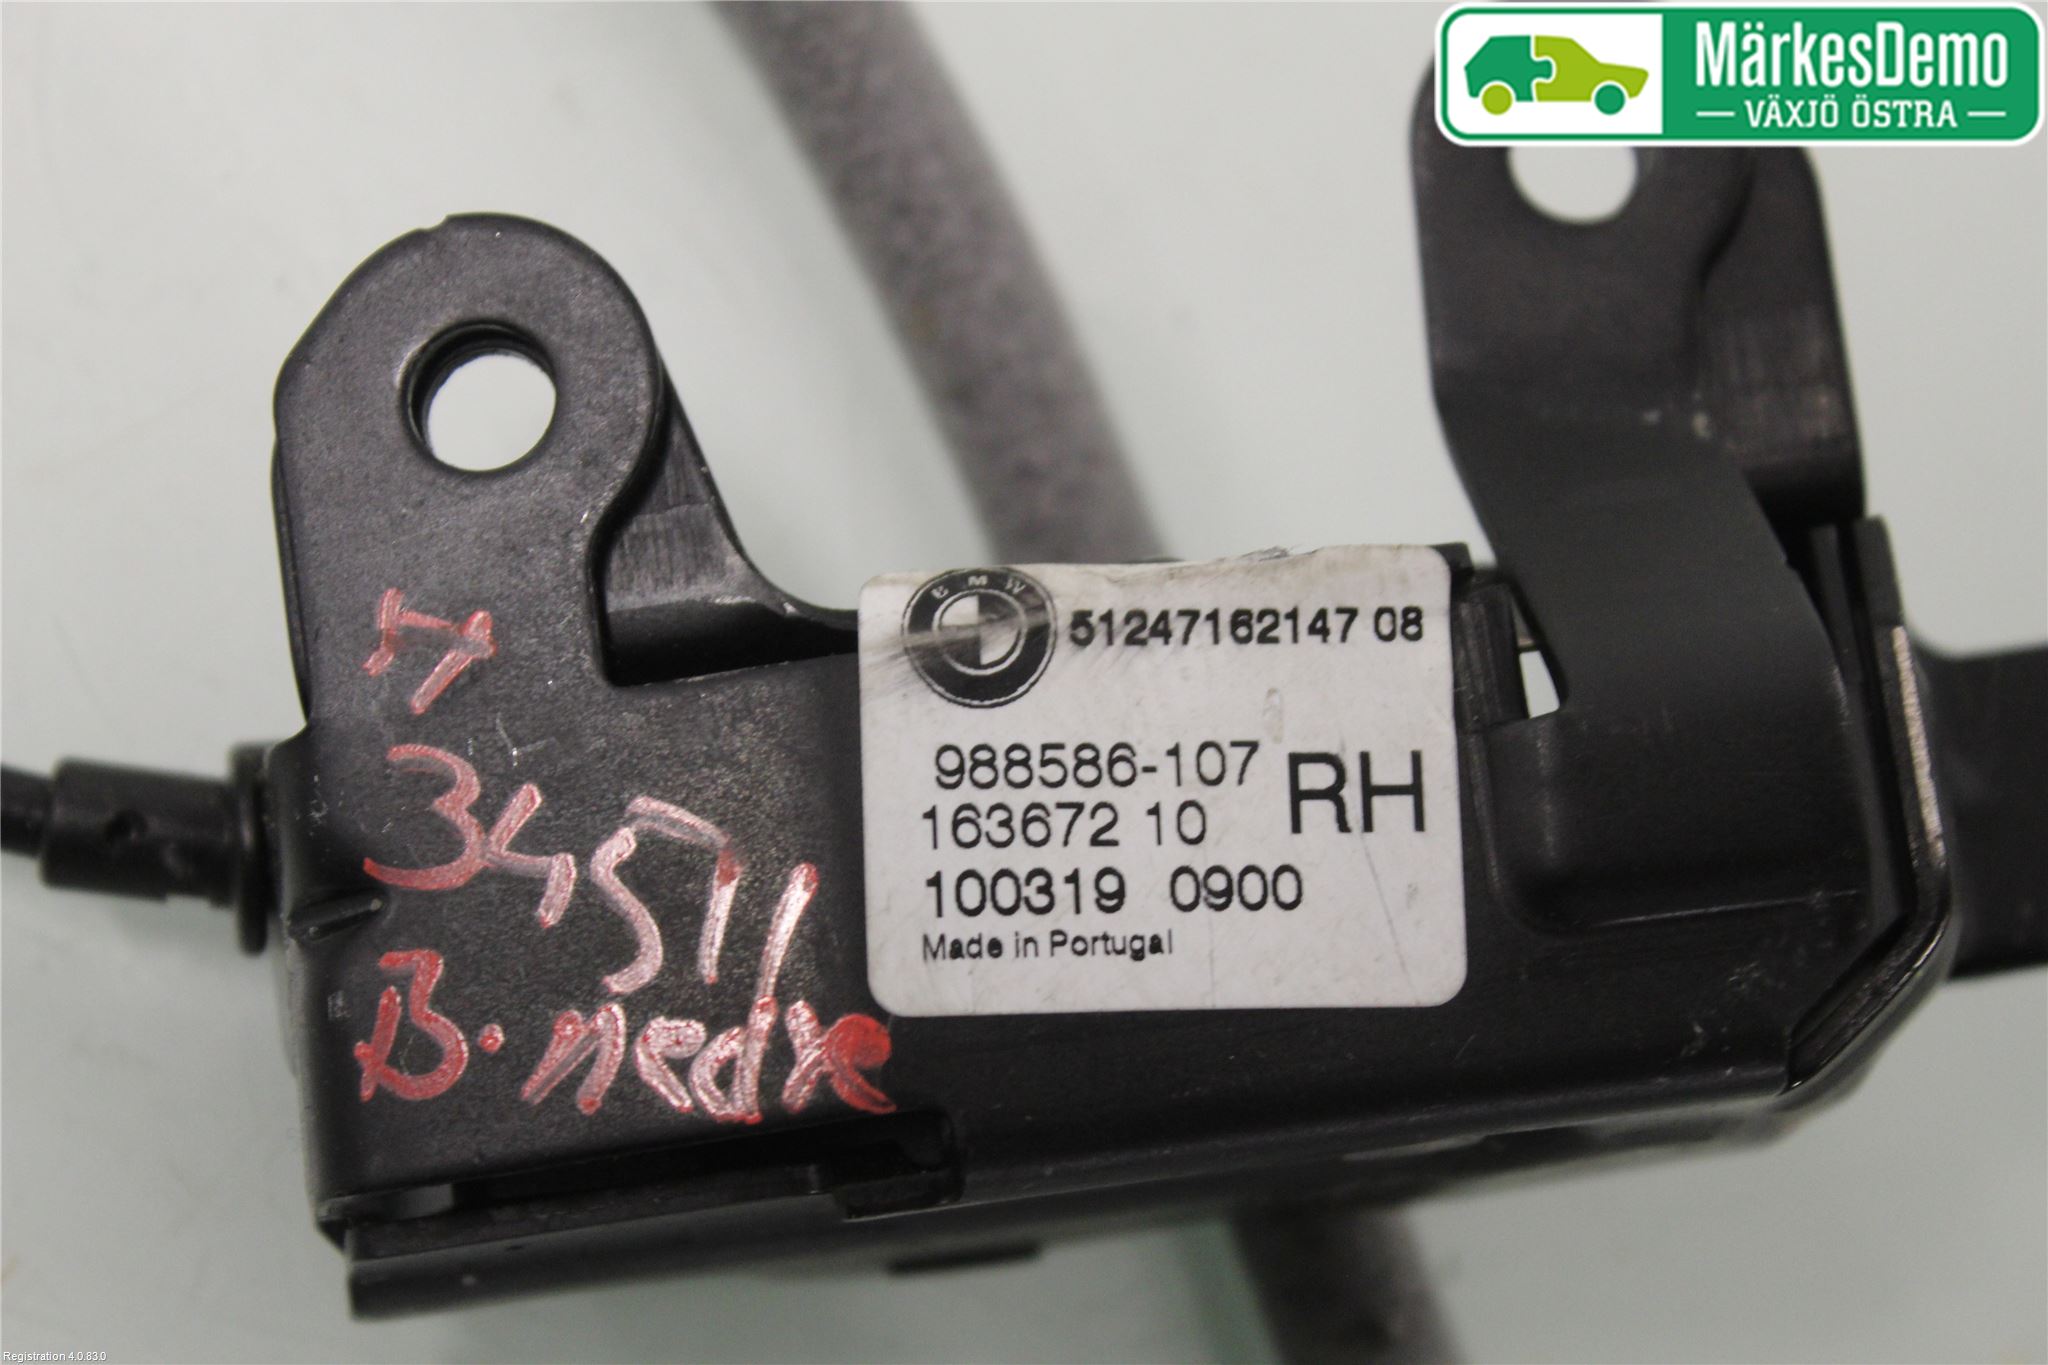 MärkesDemo
VÄXJÖ ÖSTRA
BMW
51247162147 08
988586-107
163672 10
RH
100319 0900
Made in Portugal
B. nedre
Registration 4.0.83.0